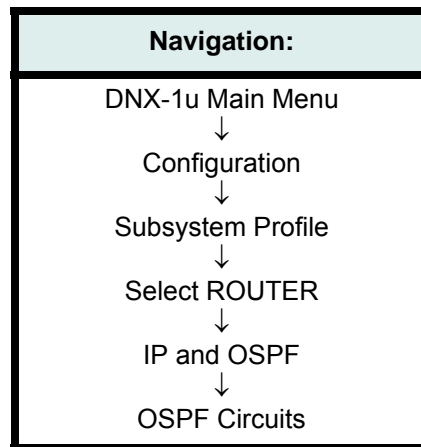 Navigation:
DNX-1u Main Menu
↓
Configuration
↓
Subsystem Profile
↓
Select ROUTER
↓
IP and OSPF
↓
OSPF Circuits